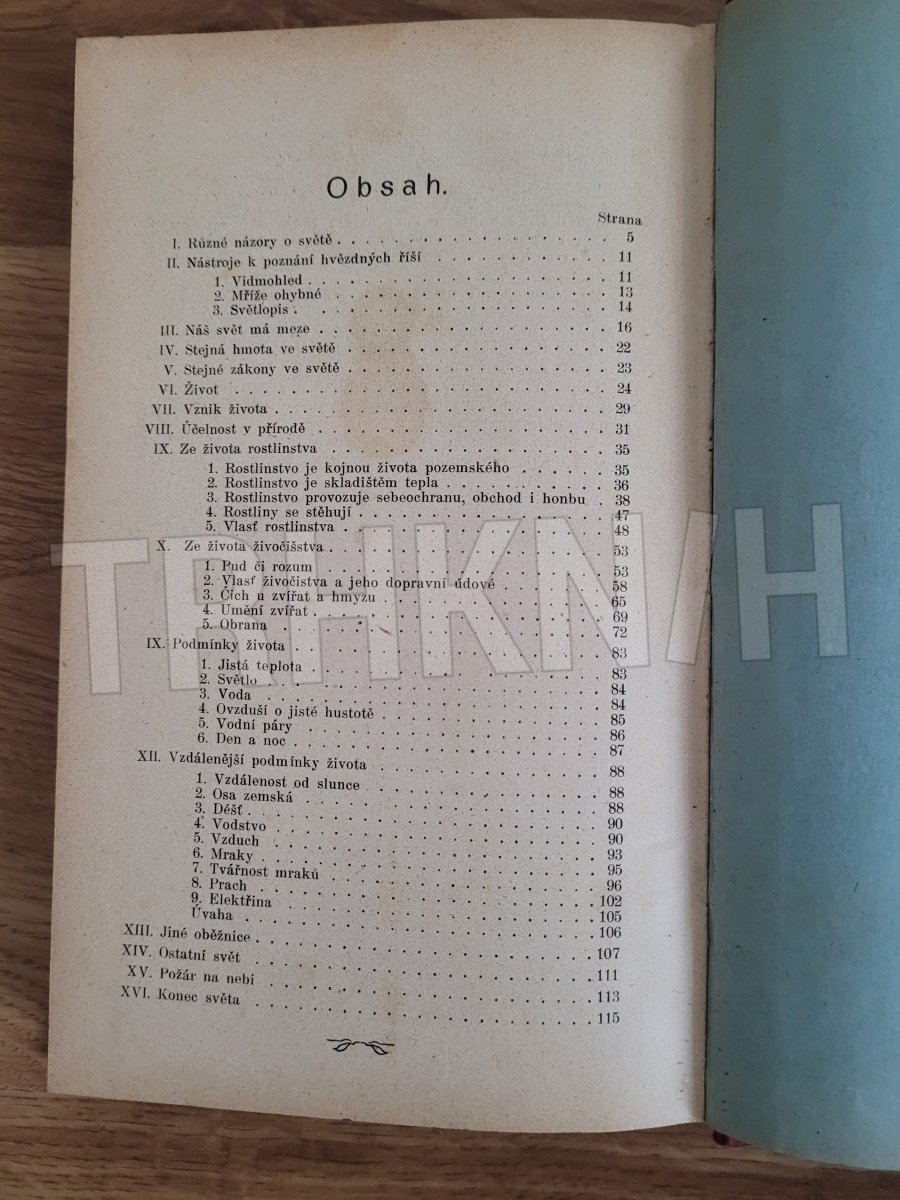 Obsah.
Strana
I. Různé názory o světě . . . 5
II. Nástroje k poznání hvězdných říší . . . 11
1. Vidmohled . . . 11
2. Mříže ohybné . . . 13
3. Světlopis . . . 14
III. Náš svět má meze . . . 16
IV. Stejná hmota ve světě . . . 22
V. Stejné zákony ve světě . . . 23
VI. Život . . . 24
VII. Vznik života . . . 29
VIII. Účelnost v přírodě . . . 31
IX. Ze života rostlinstva . . . 35
1. Rostlinstvo je kojnou života pozemského . . . 35
2. Rostlinstvo je skladištěm tepla . . . 36
3. Rostlinstvo provozuje sebeochranu, obchod i honbu . 38
4. Rostliny se stěhují . . . 47
5. Vlasť rostlinstva . . . 48
X. Ze života živočišstva . . . 53
1. Pud či rozum . . . 53
2. Vlasť živočistva a jeho dopravní údové . . . 58
3. Čich u zvířat a hmyzu . . . 65
4. Umění zvířat . . . 69
5. Obrana . . . 72
IX. Podmínky života . . . 83
1. Jistá teplota . . . 83
2. Světlo . . . 84
3. Voda . . . 84
4. Ovzduší o jisté hustotě . . . 85
5. Vodní páry . . . 86
6. Den a noc . . . 87
XII. Vzdálenější podmínky života . . . 88
1. Vzdálenost od slunce . . . 88
2. Osa zemská . . . 88
3. Déšť . . . 90
4. Vodstvo . . . 90
5. Vzduch . . . 93
6. Mraky . . . 95
7. Tvářnost mraků . . . 96
8. Prach . . . 102
9. Elektřina . . . 105
Úvaha . . . 106
XIII. Jiné oběžnice . . . 107
XIV. Ostatní svět . . . 111
XV. Požár na nebi . . . 113
XVI. Konec světa . . . 115
TRHKNIH